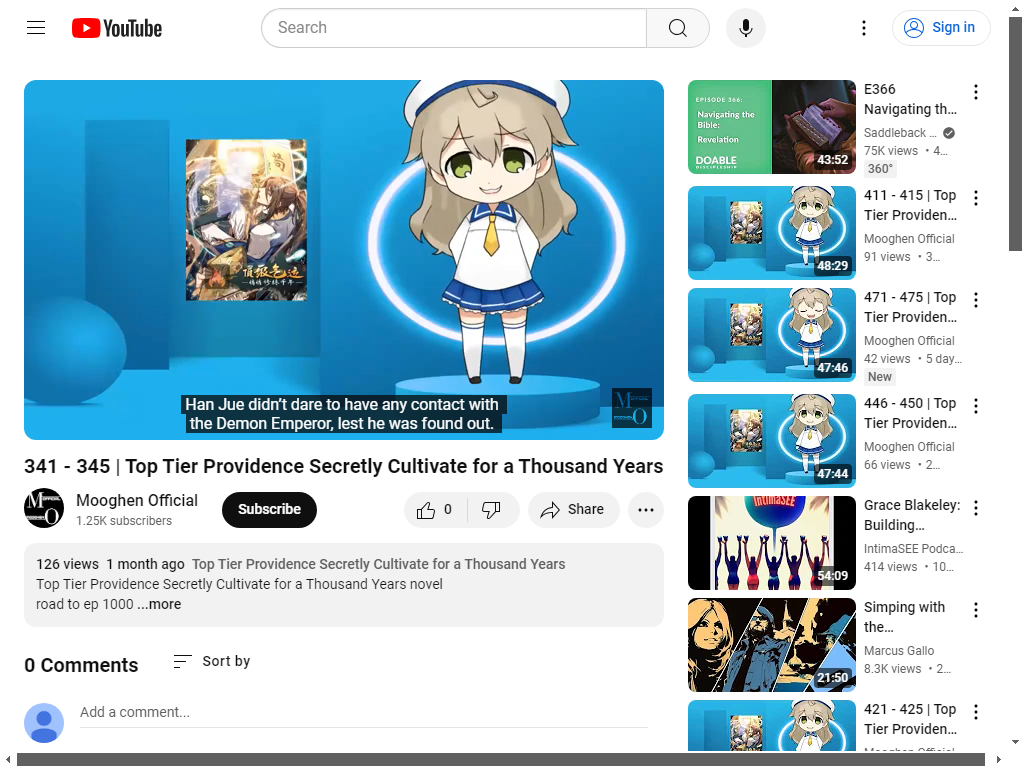 YouTube
Search
Sign in
Han Jue didn't dare to have any contact with
the Demon Emperor, lest he was found out.
341 - 345 | Top Tier Providence Secretly Cultivate for a Thousand Years
Mooghen Official
1.25K subscribers
Subscribe
0
Share
126 views 1 month ago Top Tier Providence Secretly Cultivate for a Thousand Years
Top Tier Providence Secretly Cultivate for a Thousand Years novel
road to ep 1000 ...more
0 Comments
Sort by
Add a comment...
EPISODE 366:
Navigating the
Bible:
Revelation
DOABLE
DISCIPLESHIP
43:52
E366
Navigating th...
Saddleback ...
75K views • 4...
360°
48:29
411 - 415 | Top
Tier Providen...
Mooghen Official
91 views • 3...
47:46
471 - 475 | Top
Tier Providen...
Mooghen Official
42 views • 5 day...
New
47:44
446 - 450 | Top
Tier Providen...
Mooghen Official
66 views • 2...
IntimaSEE
54:09
Grace Blakeley:
Building...
IntimaSEE Podca...
414 views • 10...
21:50
Simping with
the...
Marcus Gallo
8.3K views • 2...
421 - 425 | Top
Tier Providen...